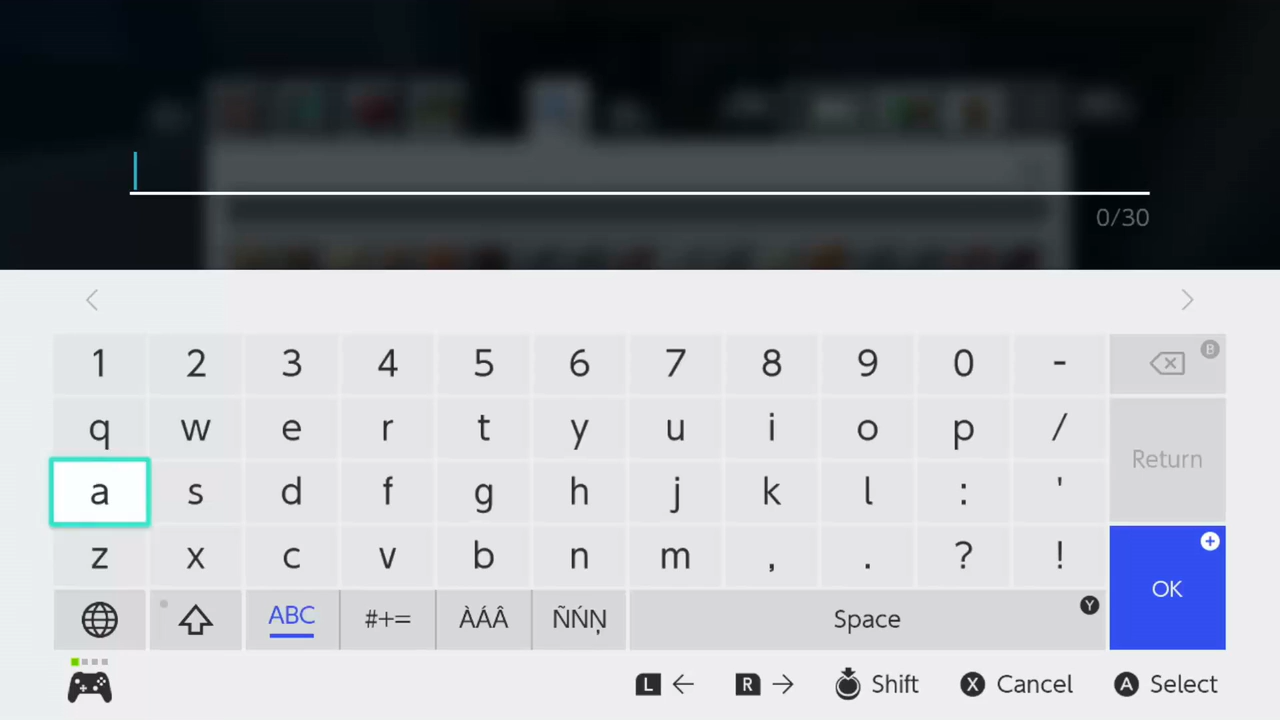 0/30
1 2 3 4 5 6 7 8 9 0 - B
q w e r t y u i o p / Return
a s d f g h j k l : '
z x c v b n m , . ? ! OK
ABC #+= ÀÁÂ ÑŃŅ Space Y
L ← R → Shift X Cancel A Select